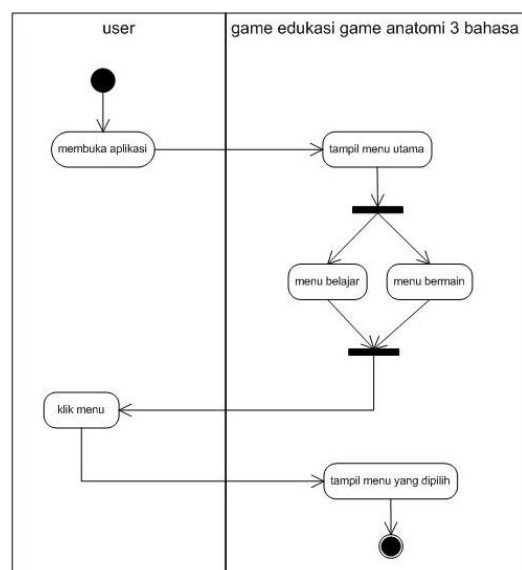 user
game edukasi game anatomi 3 bahasa
membuka aplikasi
tampil menu utama
menu belajar
menu bermain
klik menu
tampil menu yang dipilih